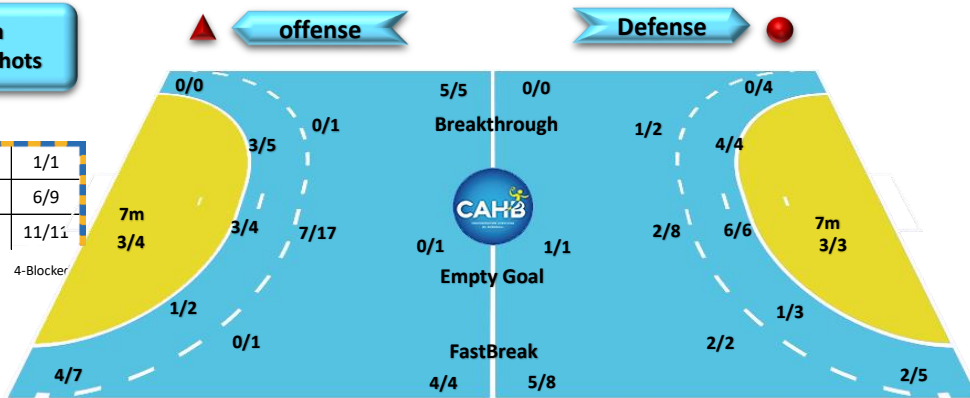 offense
Defense
hots
0/0
5/5
0/0
0/4
0/1
Breakthrough
1/2
3/5
4/4
1/1
6/9
11/11
CAHB
7m
3/4
3/4
7/17
0/1
1/1
2/8
6/6
7m
3/3
4-Blocked
Empty Goal
1/2
1/3
0/1
2/2
FastBreak
4/7
4/4
5/8
2/5